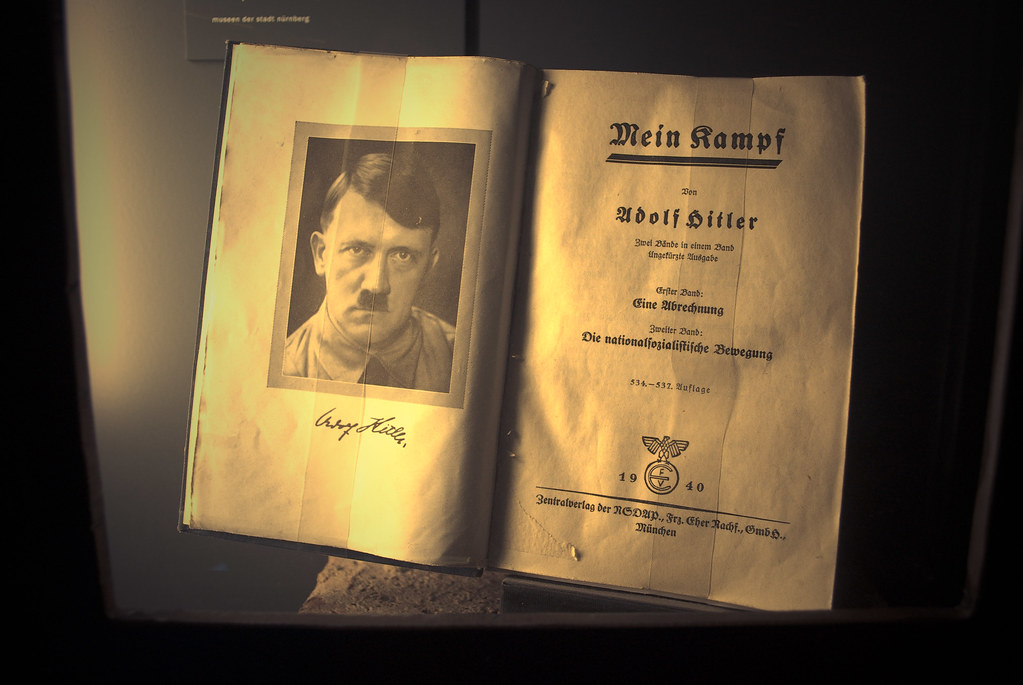 museen der stadt nürnberg
Adolf Hitler.
Mein Kampf
Von
Adolf Hitler
Zwei Bände in einem Band
Ungekürzte Ausgabe
Erster Band:
Eine Abrechnung
Zweiter Band:
Die nationalsozialistische Bewegung
534.–537. Auflage
FEV
1940
Zentralverlag der NSDAP., Frz. Eher Nachf., GmbH.,
München